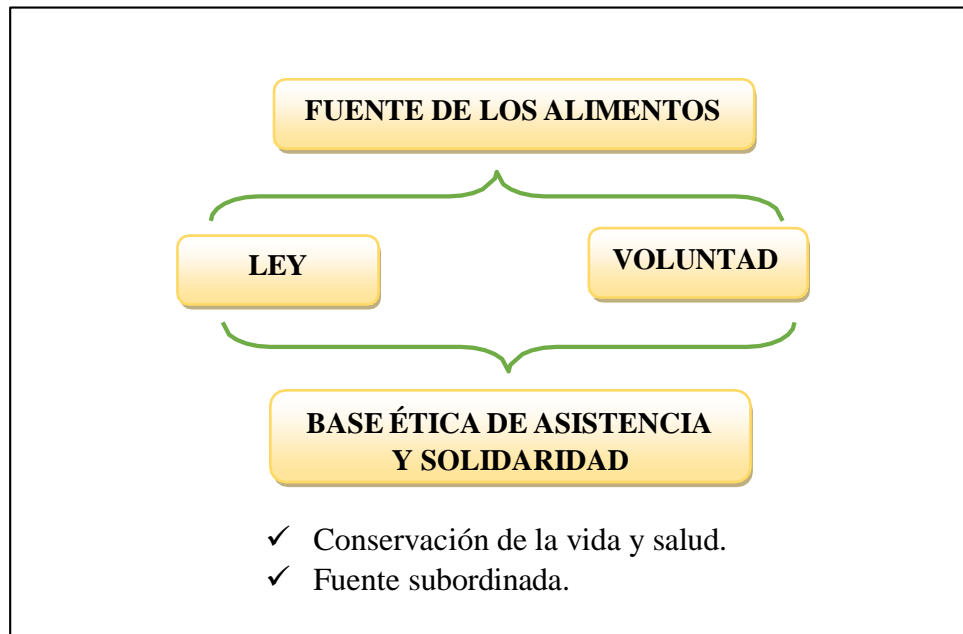 FUENTE DE LOS ALIMENTOS
LEY
VOLUNTAD
BASE ÉTICA DE ASISTENCIA
Y SOLIDARIDAD
✓ Conservación de la vida y salud.
✓ Fuente subordinada.